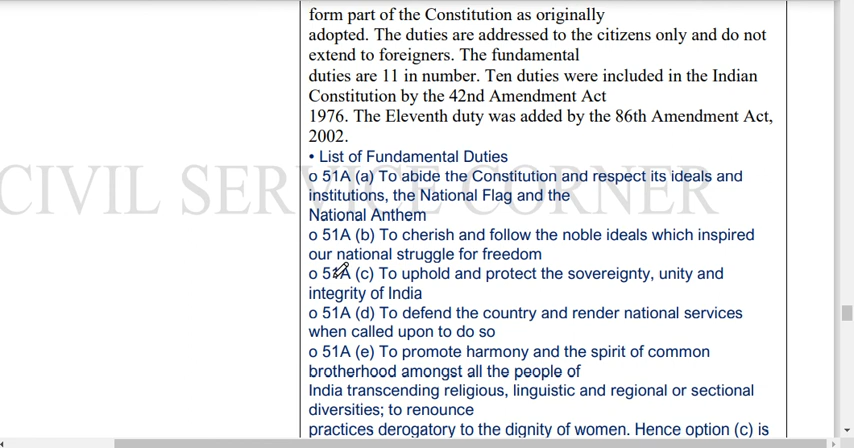 form part of the Constitution as originally
adopted. The duties are addressed to the citizens only and do not
extend to foreigners. The fundamental
duties are 11 in number. Ten duties were included in the Indian
Constitution by the 42nd Amendment Act
1976. The Eleventh duty was added by the 86th Amendment Act,
2002.
• List of Fundamental Duties
o 51A (a) To abide the Constitution and respect its ideals and
institutions, the National Flag and the
National Anthem
CIVIL SERVICE CORNER
o 51A (b) To cherish and follow the noble ideals which inspired
our national struggle for freedom
o 51A (c) To uphold and protect the sovereignty, unity and
integrity of India
o 51A (d) To defend the country and render national services
when called upon to do so
o 51A (e) To promote harmony and the spirit of common
brotherhood amongst all the people of
India transcending religious, linguistic and regional or sectional
diversities; to renounce
practices derogatory to the dignity of women. Hence option (c) is